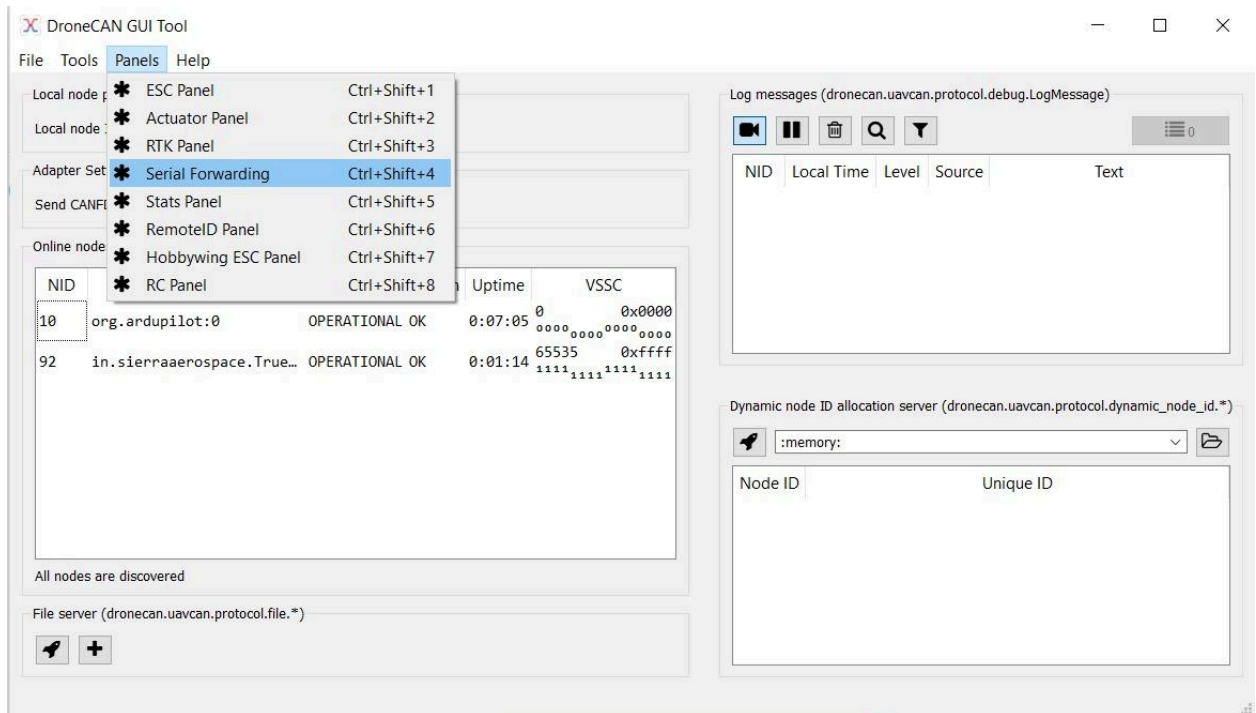 DroneCAN GUI Tool
File Tools Panels Help
Local node p
Local node
Adapter Set
Send CANFD
Online node
ESC Panel Ctrl+Shift+1
Actuator Panel Ctrl+Shift+2
RTK Panel Ctrl+Shift+3
Serial Forwarding Ctrl+Shift+4
Stats Panel Ctrl+Shift+5
RemoteID Panel Ctrl+Shift+6
Hobbywing ESC Panel Ctrl+Shift+7
RC Panel Ctrl+Shift+8
NID Uptime VSSC
10 org.ardupilot:0 OPERATIONAL OK 0:07:05 0 0x0000
0000 0000 0000 0000
92 in.sierraaerospace.True… OPERATIONAL OK 0:01:14 65535 0xffff
1111 1111 1111 1111
All nodes are discovered
File server (dronecan.uavcan.protocol.file.*)
Log messages (dronecan.uavcan.protocol.debug.LogMessage)
0
NID Local Time Level Source Text
Dynamic node ID allocation server (dronecan.uavcan.protocol.dynamic_node_id.*)
:memory:
Node ID Unique ID